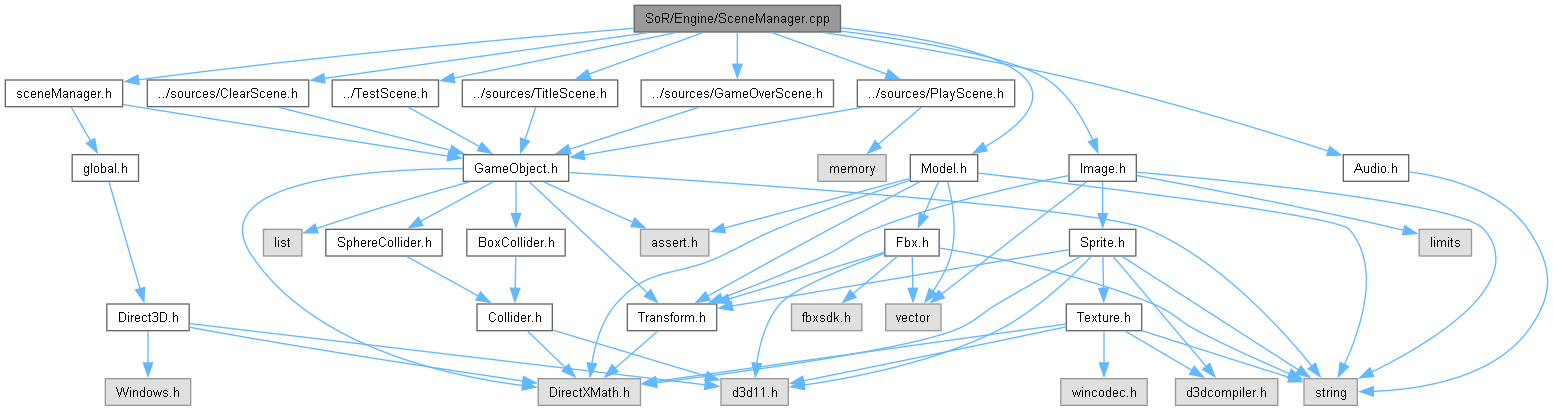 SoR/Engine/SceneManager.cpp
sceneManager.h
../sources/ClearScene.h
../TestScene.h
../sources/TitleScene.h
../sources/GameOverScene.h
../sources/PlayScene.h
global.h
GameObject.h
memory
Model.h
Image.h
Audio.h
list
SphereCollider.h
BoxCollider.h
assert.h
Fbx.h
Sprite.h
limits
Direct3D.h
Collider.h
Transform.h
fbxsdk.h
vector
Texture.h
Windows.h
DirectXMath.h
d3d11.h
wincodec.h
d3dcompiler.h
string